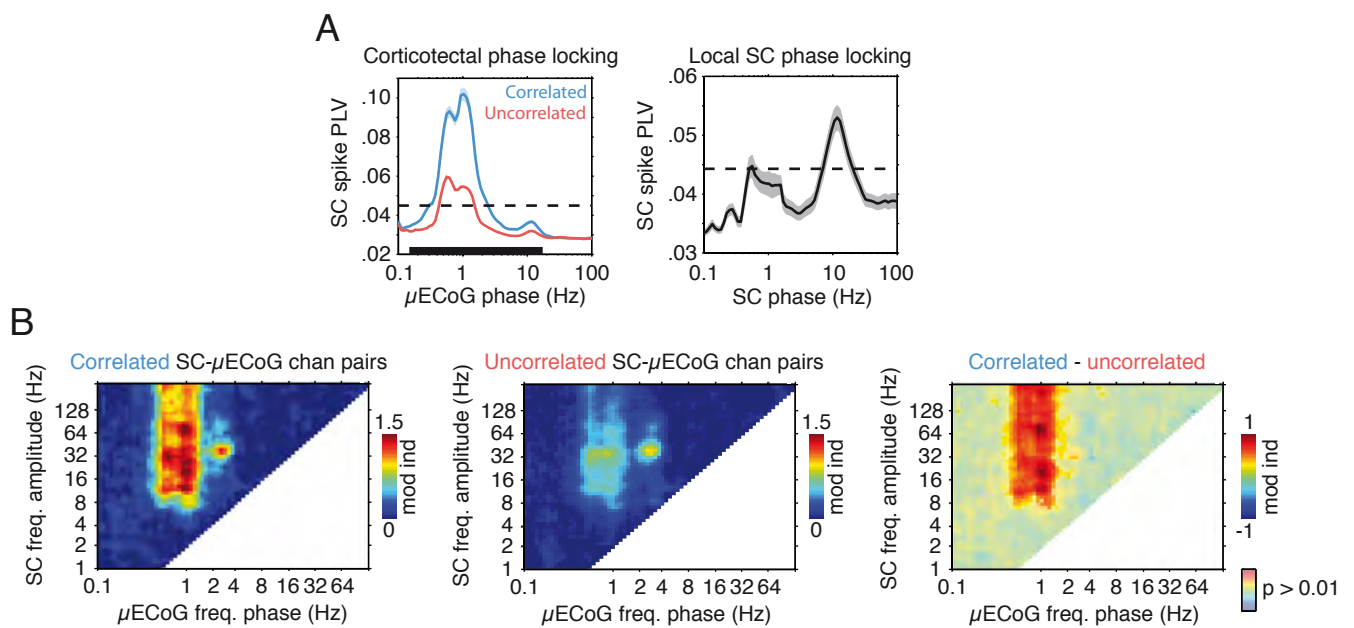 A
Corticotectal phase locking
Local SC phase locking
Correlated
Uncorrelated
SC spike PLV
.10
.08
.06
.04
.02
0.1 1 10 100
µECoG phase (Hz)
SC spike PLV
.06
.05
.04
.03
0.1 1 10 100
SC phase (Hz)
B
Correlated SC-µECoG chan pairs
SC freq. amplitude (Hz)
128
64
32
16
8
4
2
1
0.1 1 2 4 8 16 32 64
µECoG freq. phase (Hz)
1.5
mod ind
0
Uncorrelated SC-µECoG chan pairs
SC freq. amplitude (Hz)
128
64
32
16
8
4
2
1
0.1 1 2 4 8 16 32 64
µECoG freq. phase (Hz)
1.5
mod ind
0
Correlated - uncorrelated
SC freq. amplitude (Hz)
128
64
32
16
8
4
2
1
0.1 1 2 4 8 16 32 64
µECoG freq. phase (Hz)
1
mod ind
-1
p > 0.01